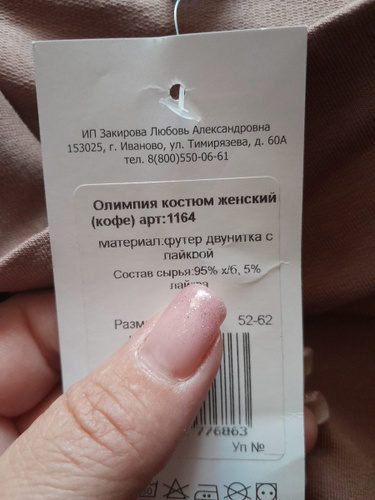 ИП Закирова Любовь Александровна
153025, г. Иваново, ул. Тимирязева, д. 60А
тел. 8(800)550-06-61
Олимпия костюм женский
(кофе) арт:1164
материал:футер двунитка с
лайкрой
Состав сырья:95% х/б, 5%
лайкра
52-62
776863
Уп №